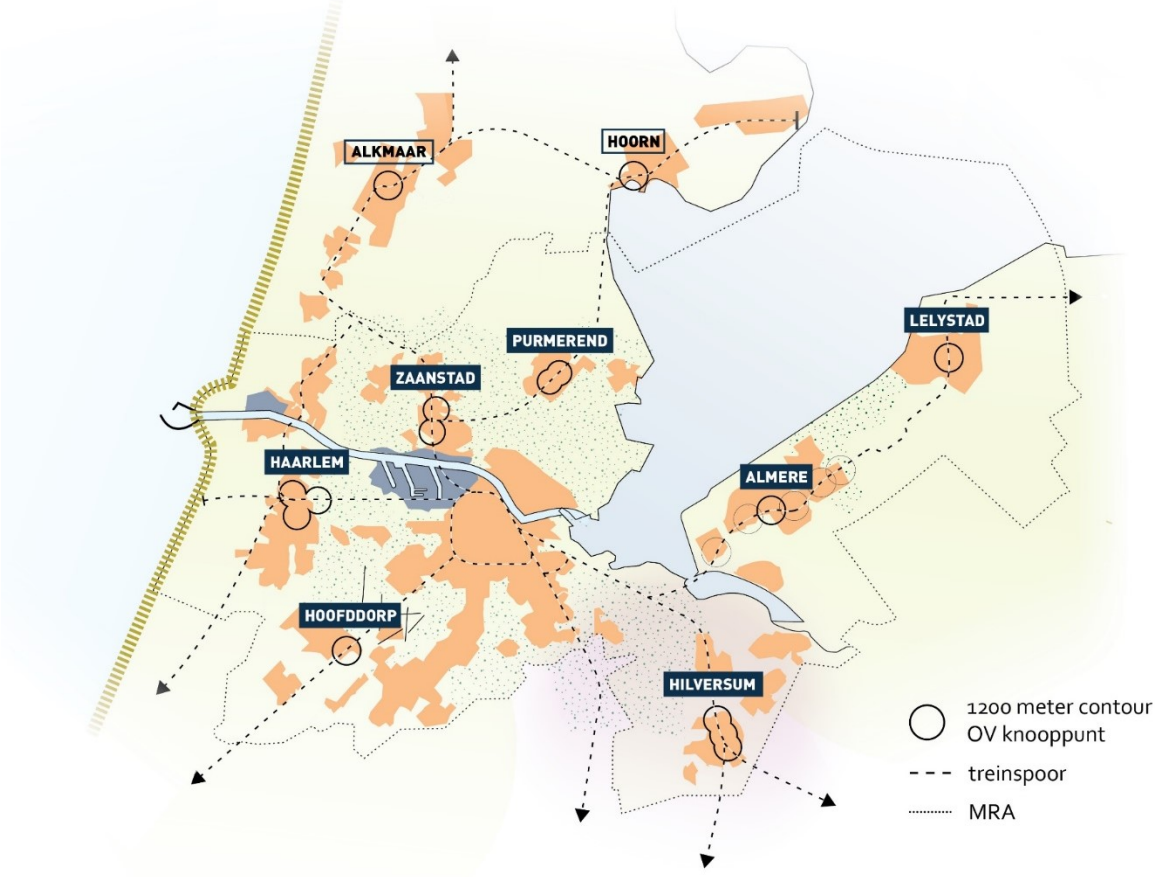 ALKMAAR
HOORN
LELYSTAD
PURMEREND
ZAANSTAD
HAARLEM
ALMERE
HOOFDDORP
HILVERSUM
1200 meter contour
OV knooppunt
treinspoor
MRA